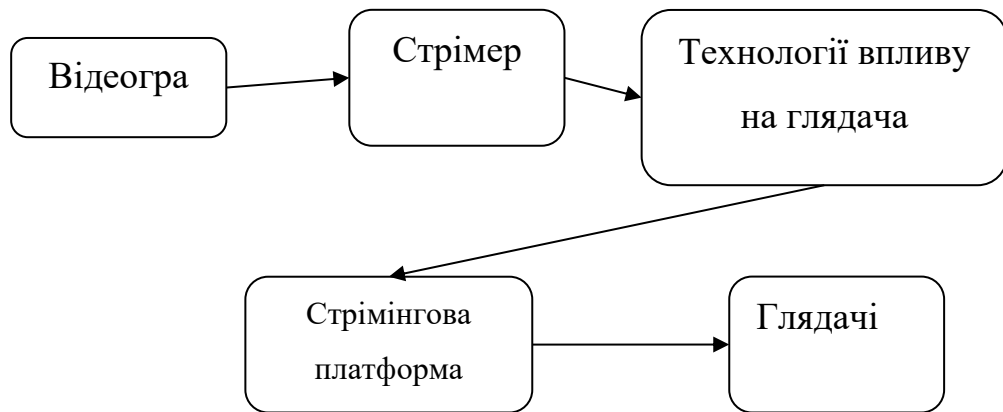 Відеогра
Стрімер
Технології впливу
на глядача
Стрімінгова
платформа
Глядачі